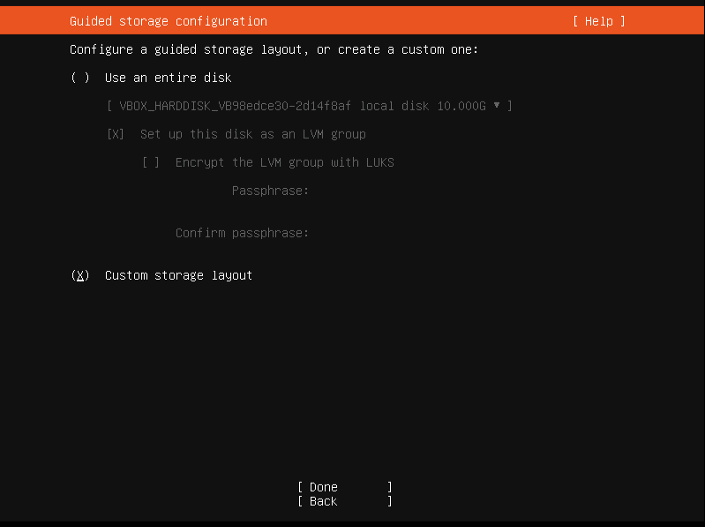 Guided storage configuration [ Help ]
Configure a guided storage layout, or create a custom one:
( ) Use an entire disk
[ VBOX_HARDDISK_VB98edce30-2d14f8af local disk 10.000G ▾ ]
[X] Set up this disk as an LVM group
[ ] Encrypt the LVM group with LUKS
Passphrase:
Confirm passphrase:
(X) Custom storage layout
[ Done ]
[ Back ]